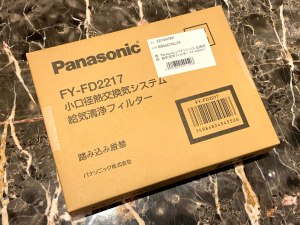 Panasonic
FY-FD2217
小口径熱交換気システム
給気清浄フィルター
踏み込み厳禁
パナソニック株式会社
FY-FD2217